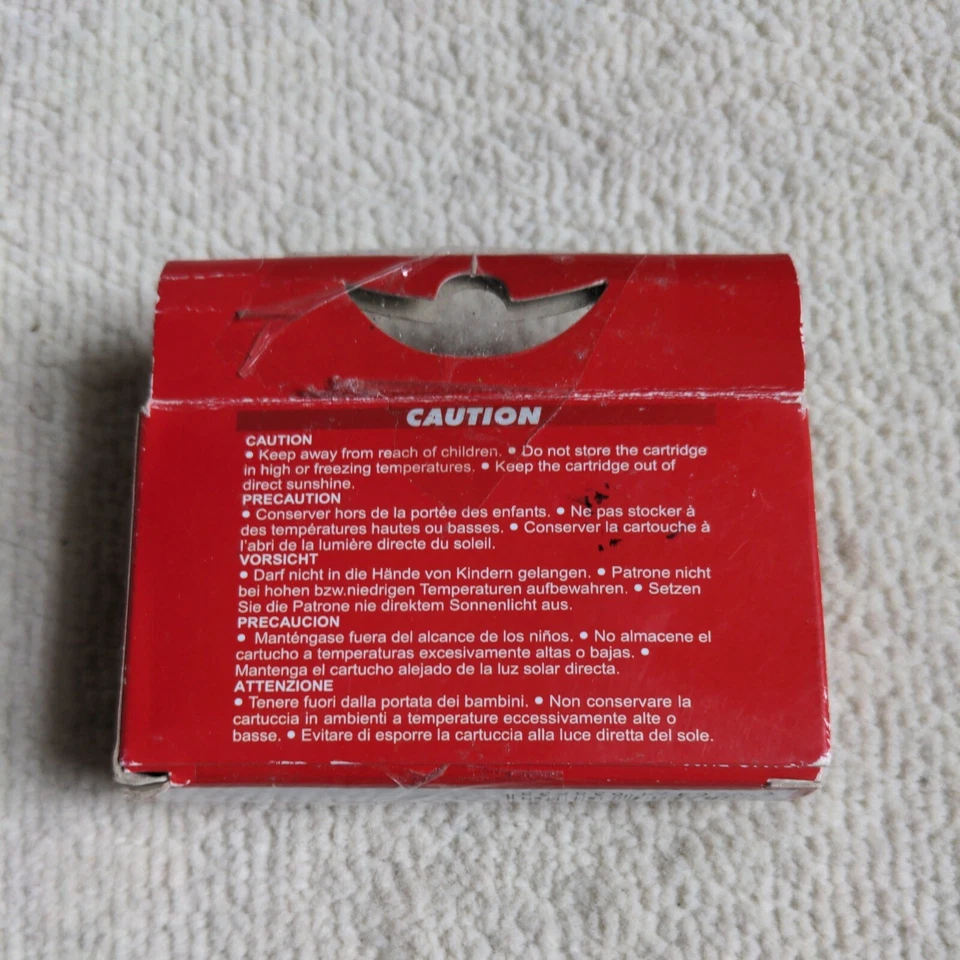 CAUTION
CAUTION
• Keep away from reach of children. • Do not store the cartridge
in high or freezing temperatures. • Keep the cartridge out of
direct sunshine.
PRECAUTION
• Conserver hors de la portée des enfants. • Ne pas stocker à
des températures hautes ou basses. • Conserver la cartouche à
l'abri de la lumière directe du soleil.
VORSICHT
• Darf nicht in die Hände von Kindern gelangen. • Patrone nicht
bei hohen bzw.niedrigen Temperaturen aufbewahren. • Setzen
Sie die Patrone nie direktem Sonnenlicht aus.
PRECAUCION
• Manténgase fuera del alcance de los niños. • No almacene el
cartucho a temperaturas excesivamente altas o bajas. •
Mantenga el cartucho alejado de la luz solar directa.
ATTENZIONE
• Tenere fuori dalla portata dei bambini. • Non conservare la
cartuccia in ambienti a temperature eccessivamente alte o
basse. • Evitare di esporre la cartuccia alla luce diretta del sole.